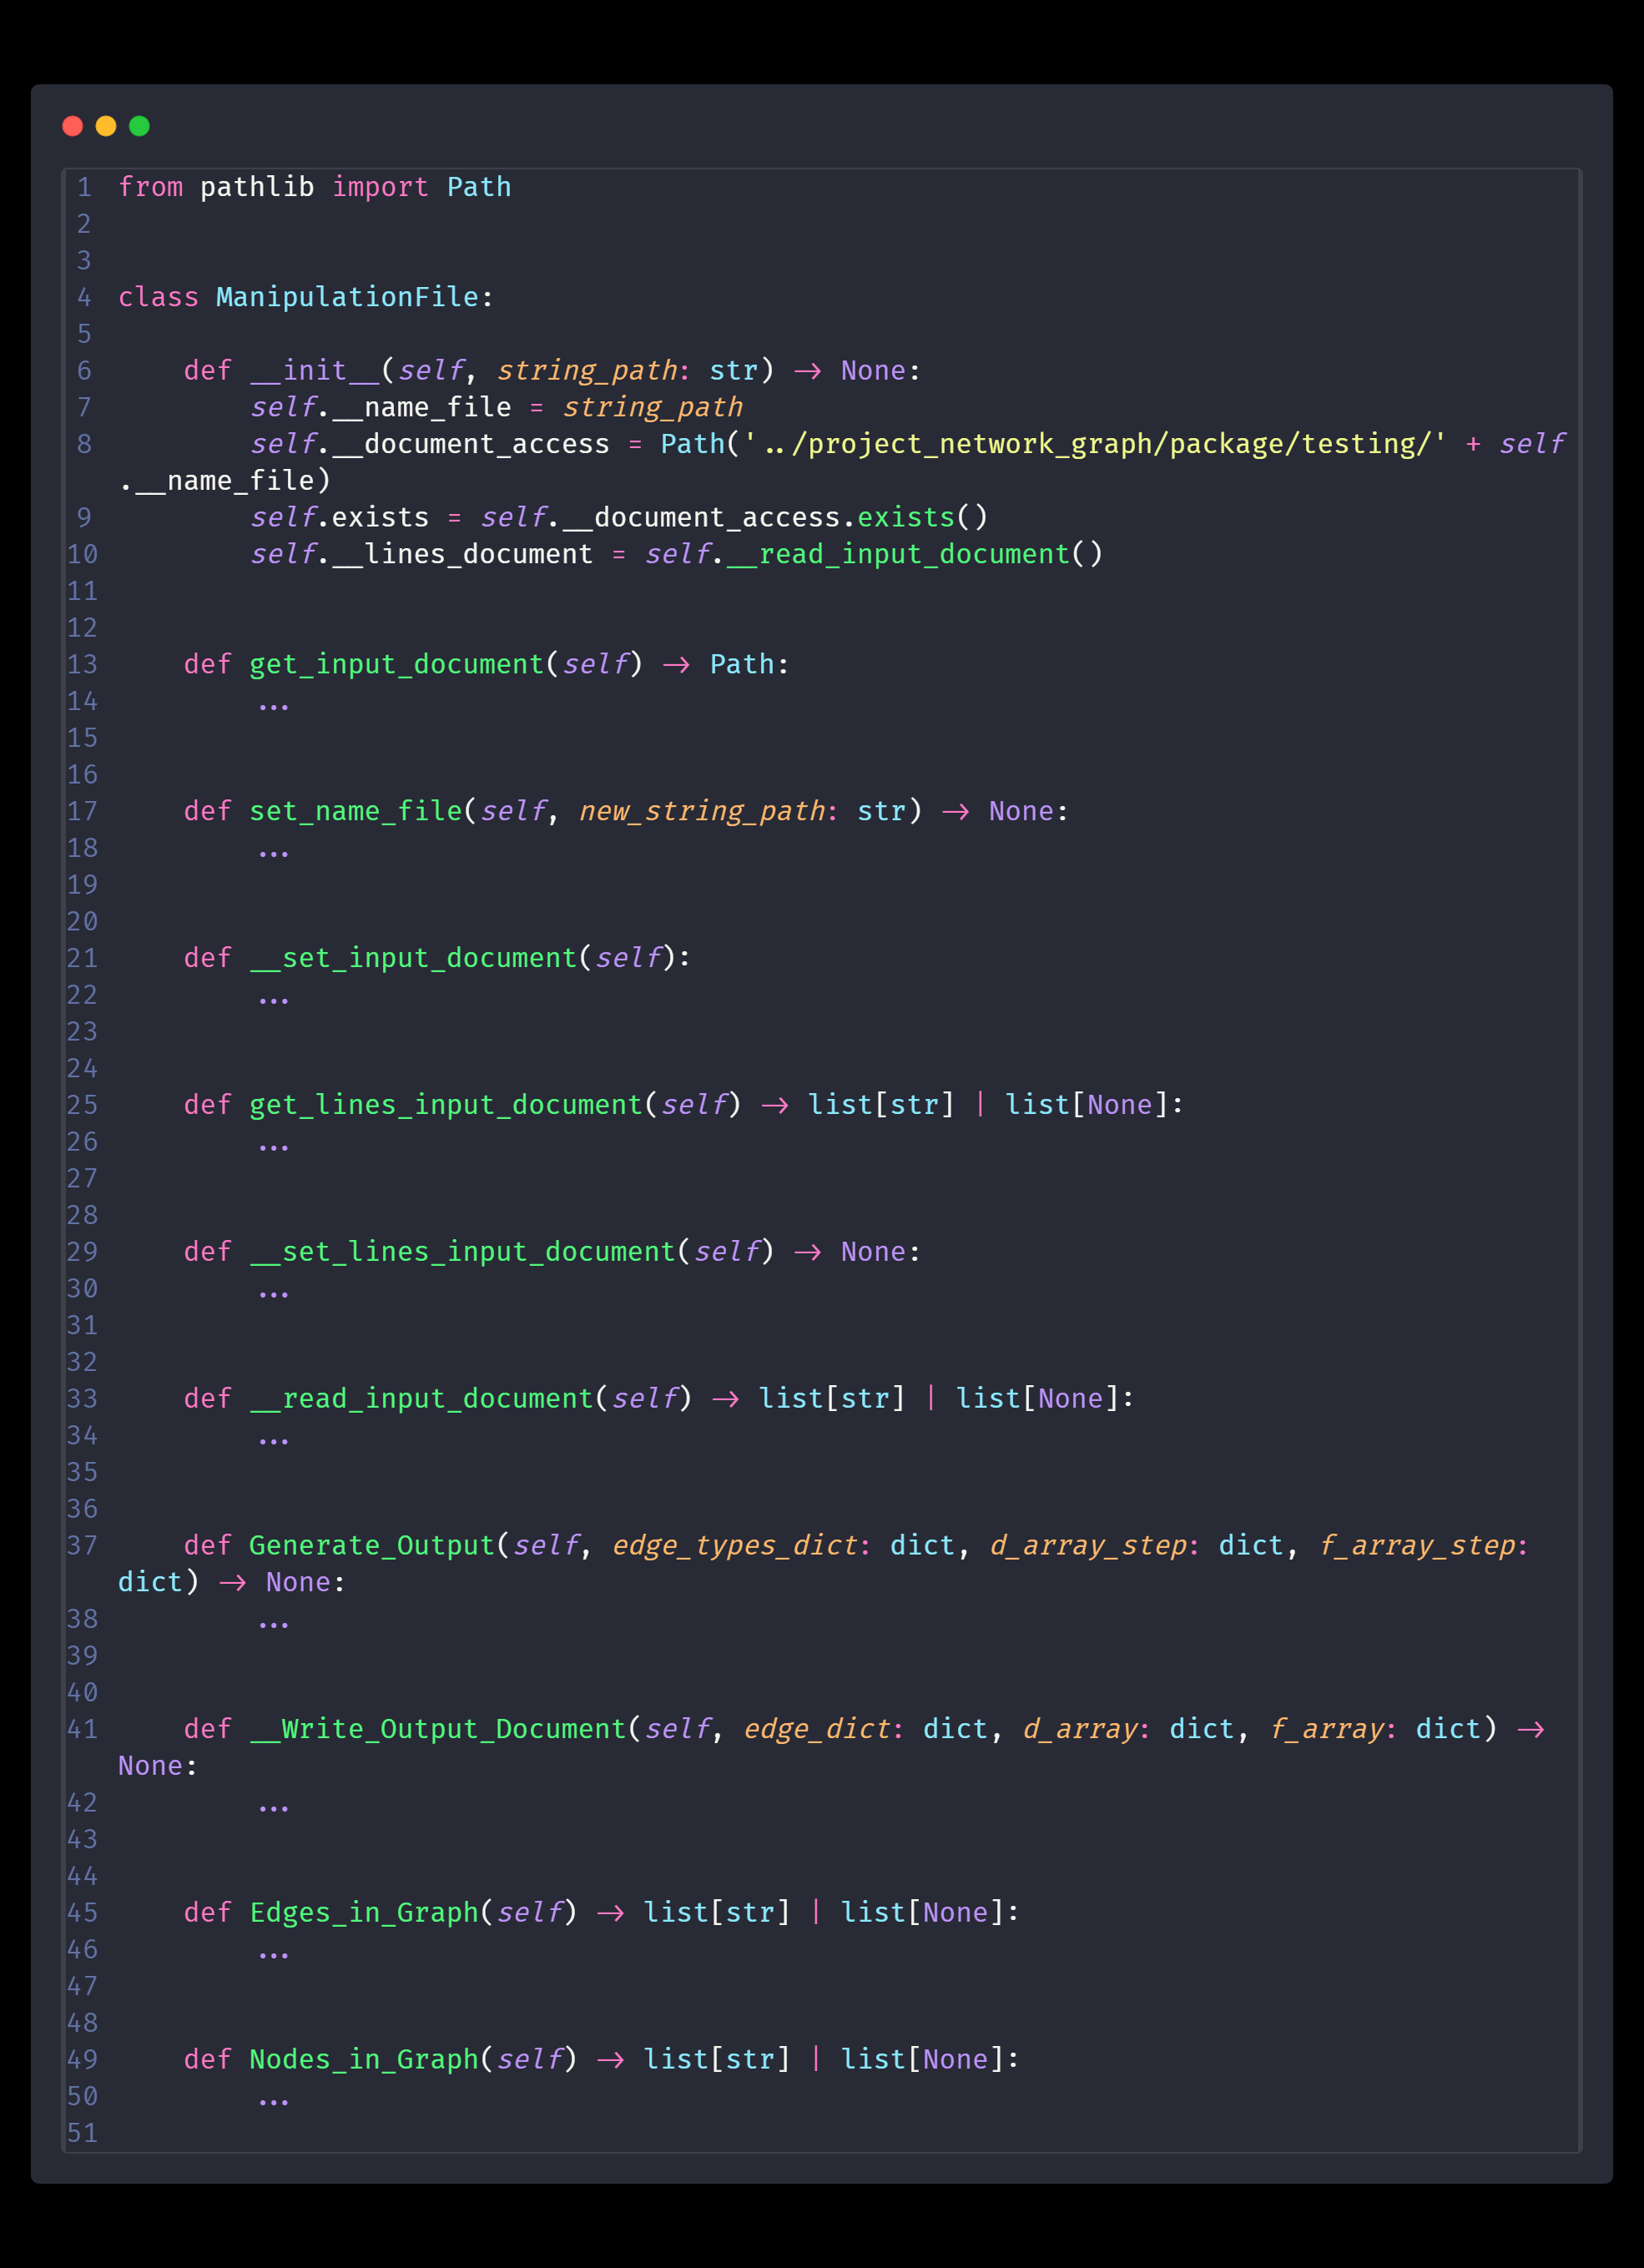 1 from pathlib import Path
2
3
4 class ManipulationFile:
5
6     def __init__(self, string_path: str) -> None:
7         self.__name_file = string_path
8         self.__document_access = Path('../project_network_graph/package/testing/' + self
.__name_file)
9         self.exists = self.__document_access.exists()
10         self.__lines_document = self.__read_input_document()
11
12
13     def get_input_document(self) -> Path:
14         ...
15
16
17     def set_name_file(self, new_string_path: str) -> None:
18         ...
19
20
21     def __set_input_document(self):
22         ...
23
24
25     def get_lines_input_document(self) -> list[str] | list[None]:
26         ...
27
28
29     def __set_lines_input_document(self) -> None:
30         ...
31
32
33     def __read_input_document(self) -> list[str] | list[None]:
34         ...
35
36
37     def Generate_Output(self, edge_types_dict: dict, d_array_step: dict, f_array_step:
dict) -> None:
38         ...
39
40
41     def __Write_Output_Document(self, edge_dict: dict, d_array: dict, f_array: dict) ->
None:
42         ...
43
44
45     def Edges_in_Graph(self) -> list[str] | list[None]:
46         ...
47
48
49     def Nodes_in_Graph(self) -> list[str] | list[None]:
50         ...
51